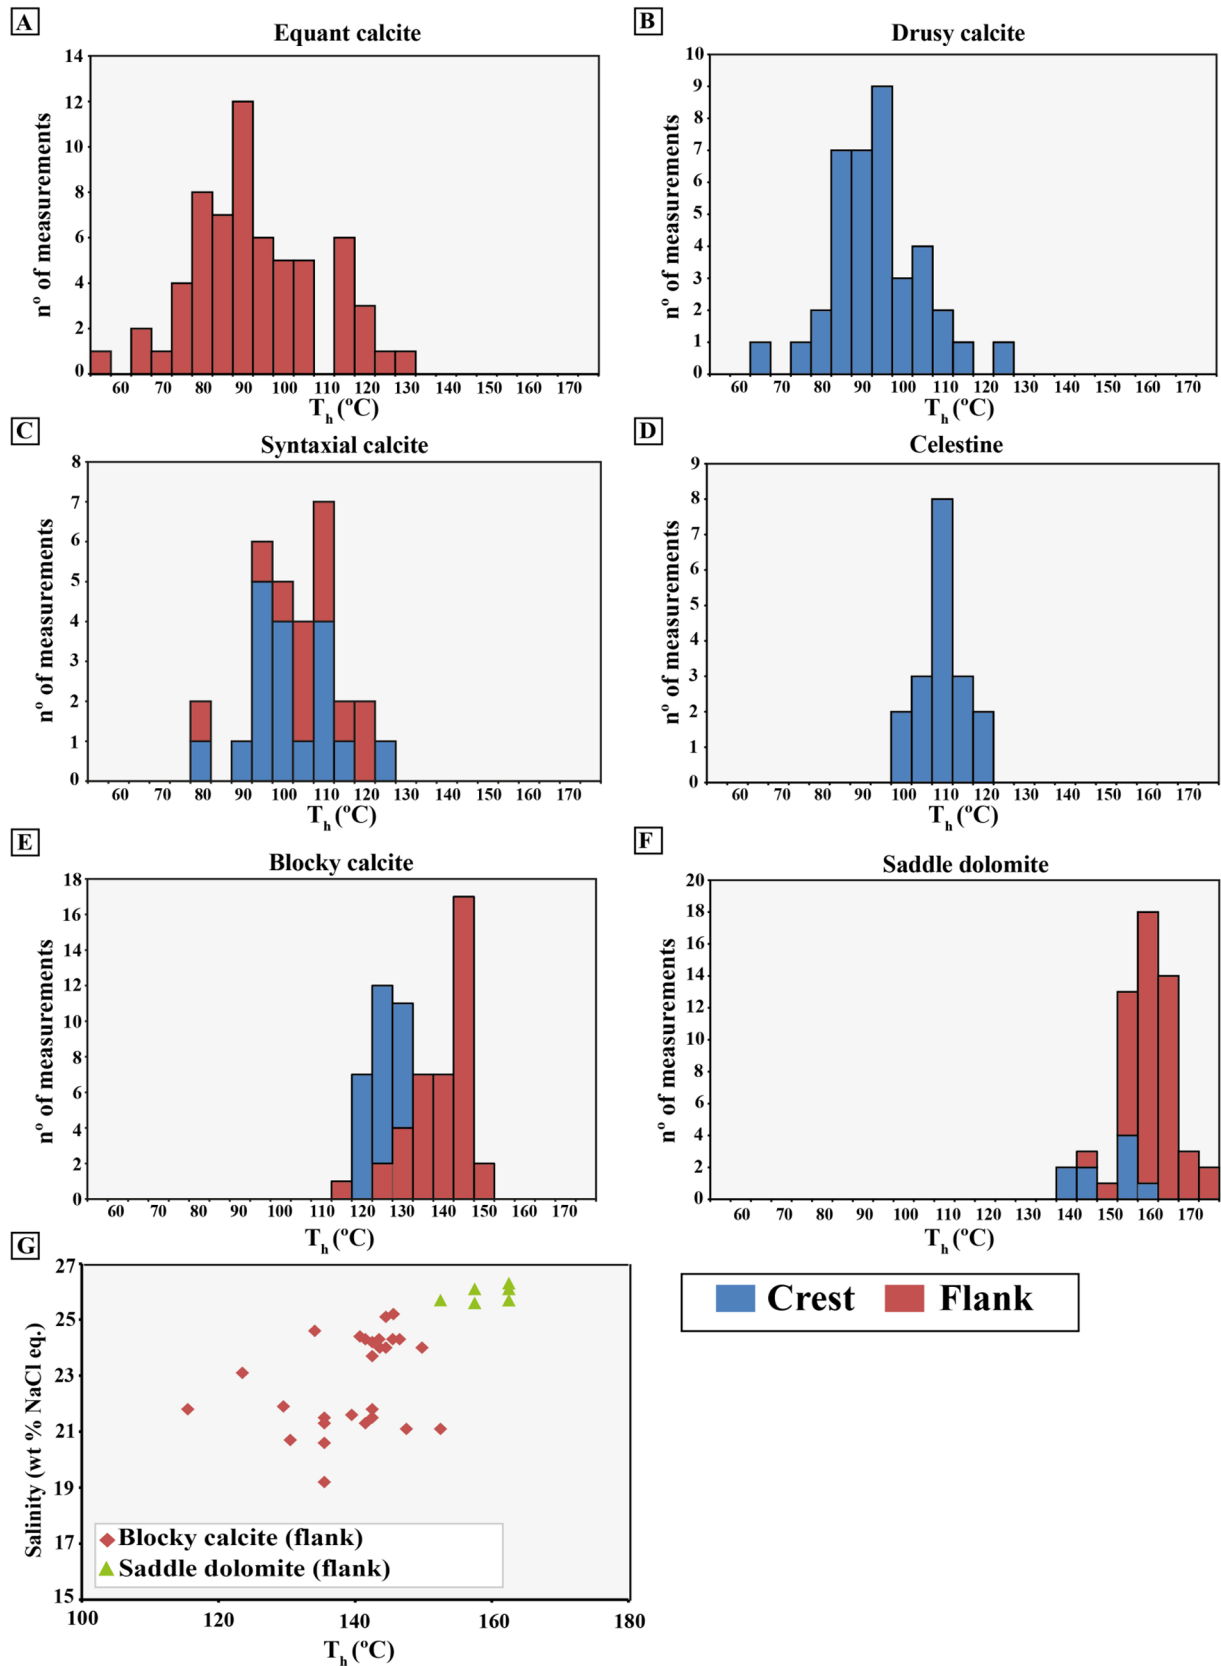 A
Equant calcite
nº of measurements
14
12
10
8
6
4
2
0
60 70 80 90 100 110 120 130 140 150 160 170
Th (ºC)
B
Drusy calcite
nº of measurements
10
9
8
7
6
5
4
3
2
1
0
60 70 80 90 100 110 120 130 140 150 160 170
Th (ºC)
C
Syntaxial calcite
nº of measurements
8
7
6
5
4
3
2
1
0
60 70 80 90 100 110 120 130 140 150 160 170
Th (ºC)
D
Celestine
nº of measurements
9
8
7
6
5
4
3
2
1
0
60 70 80 90 100 110 120 130 140 150 160 170
Th (ºC)
E
Blocky calcite
nº of measurements
18
16
14
12
10
8
6
4
2
0
60 70 80 90 100 110 120 130 140 150 160 170
Th (ºC)
F
Saddle dolomite
nº of measurements
20
18
16
14
12
10
8
6
4
2
0
60 70 80 90 100 110 120 130 140 150 160 170
Th (ºC)
G
Salinity (wt % NaCl eq.)
27
25
23
21
19
17
15
Blocky calcite (flank)
Saddle dolomite (flank)
100 120 140 160 180
Th (ºC)
Crest Flank